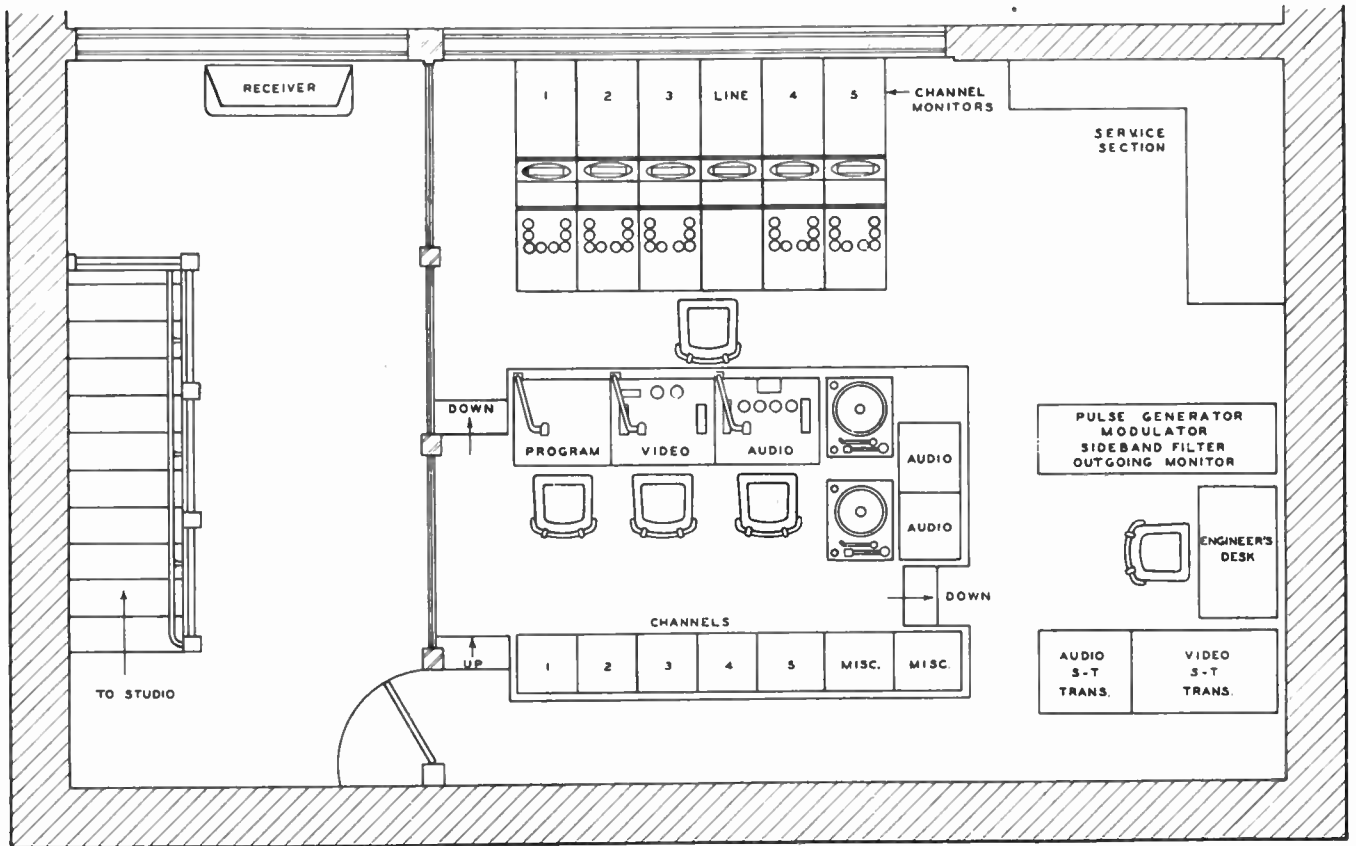 RECEIVER
1 2 3 LINE 4 5
CHANNEL
MONITORS
SERVICE
SECTION
DOWN
PROGRAM
VIDEO
AUDIO
AUDIO
AUDIO
PULSE GENERATOR
MODULATOR
SIDEBAND FILTER
OUTGOING MONITOR
ENGINEER'S
DESK
DOWN
CHANNELS
UP
1 2 3 4 5 MISC. MISC.
AUDIO
S-T
TRANS.
VIDEO
S-T
TRANS.
TO STUDIO